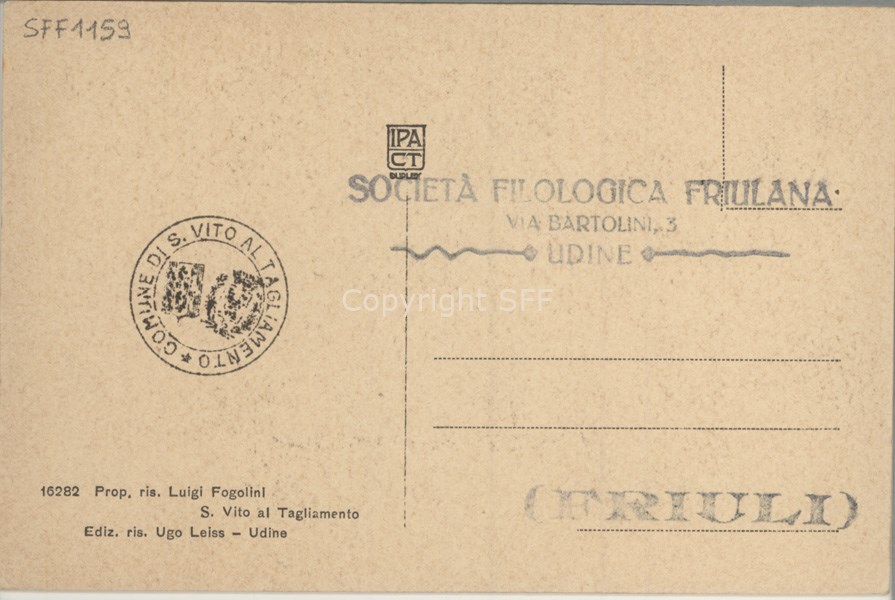 SFF1159
IPA
CT
DUPLEX
SOCIETÀ FILOLOGICA FRIULANA
VIA BARTOLINI, 3
UDINE
COMUNE DI S. VITO AL TAGLIAMENTO
Copyright SFF
16282 Prop. ris. Luigi Fogolini
S. Vito al Tagliamento
Ediz. ris. Ugo Leiss – Udine
(FRIULI)